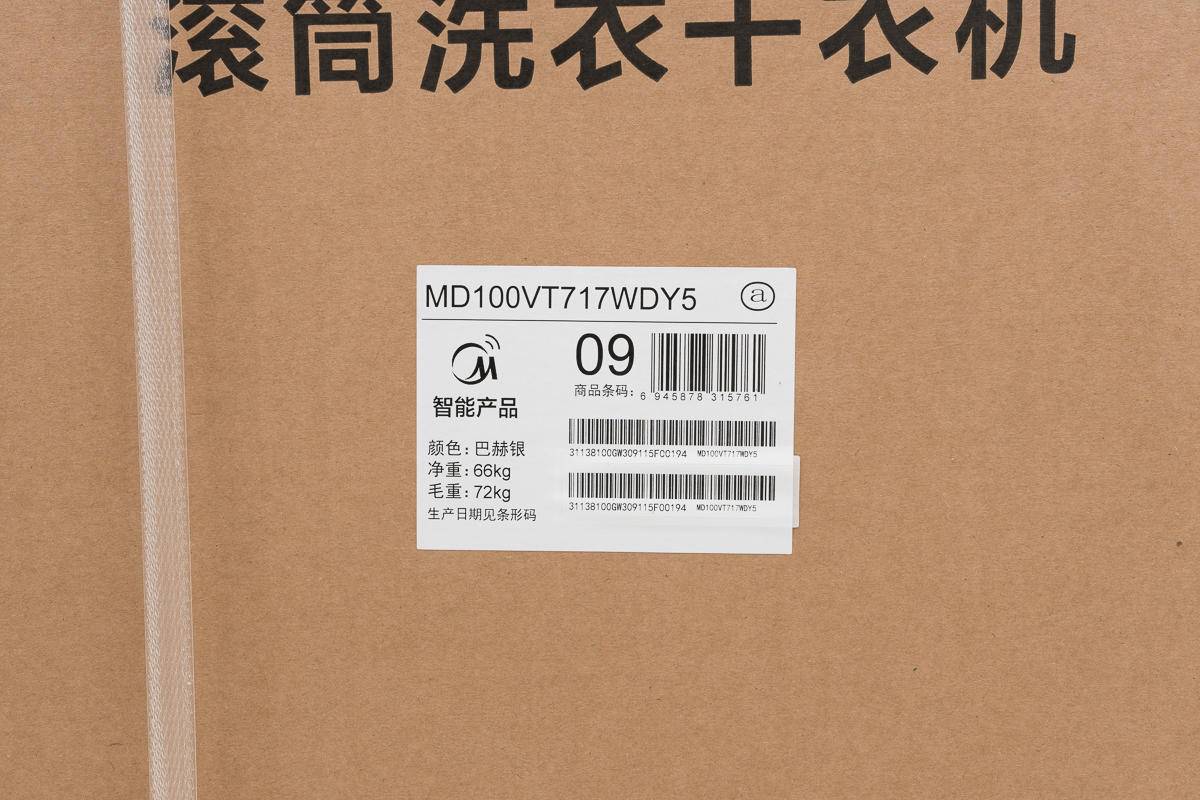 滚筒洗衣干衣机
MD100VT717WDY5 ⓐ
智能产品
09
商品条码:
6 945878 315761
颜色: 巴赫银
净重: 66kg
毛重: 72kg
生产日期见条形码
31138100GW309115F00194 MD100VT717WDY5
31138100GW309115F00194 MD100VT717WDY5